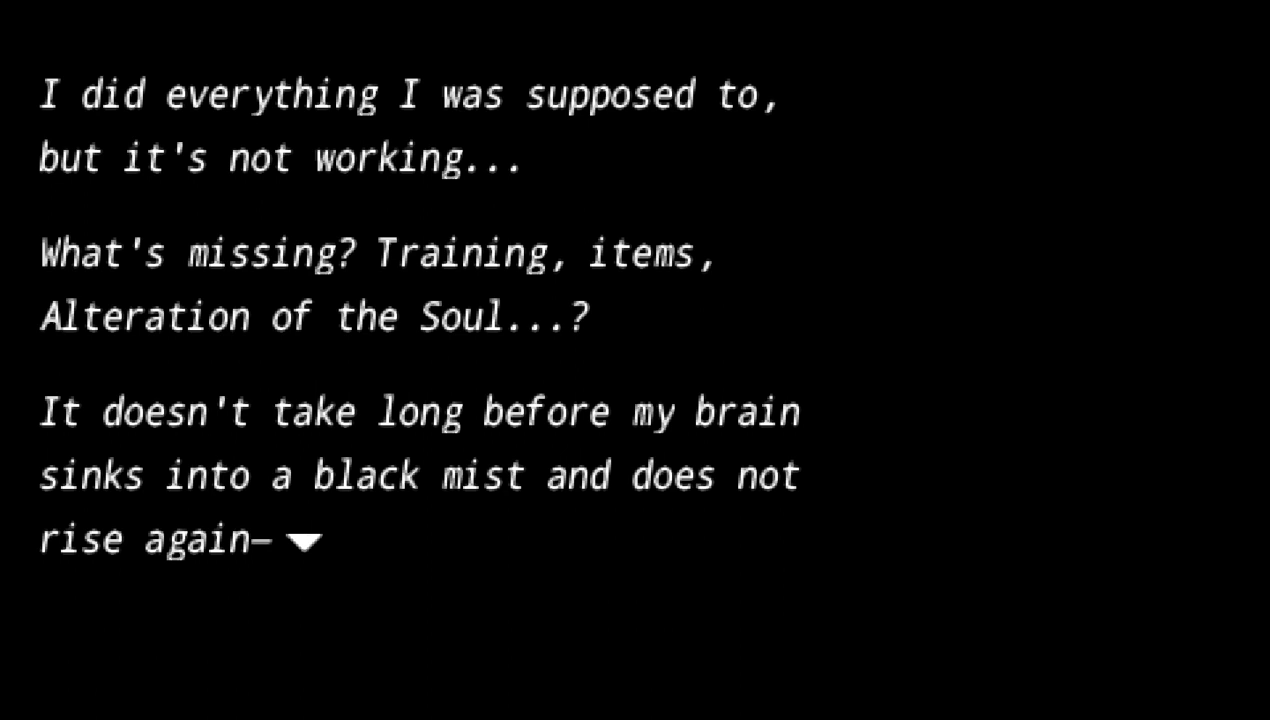 I did everything I was supposed to,
but it's not working...
What's missing? Training, items,
Alteration of the Soul...?
It doesn't take long before my brain
sinks into a black mist and does not
rise again—